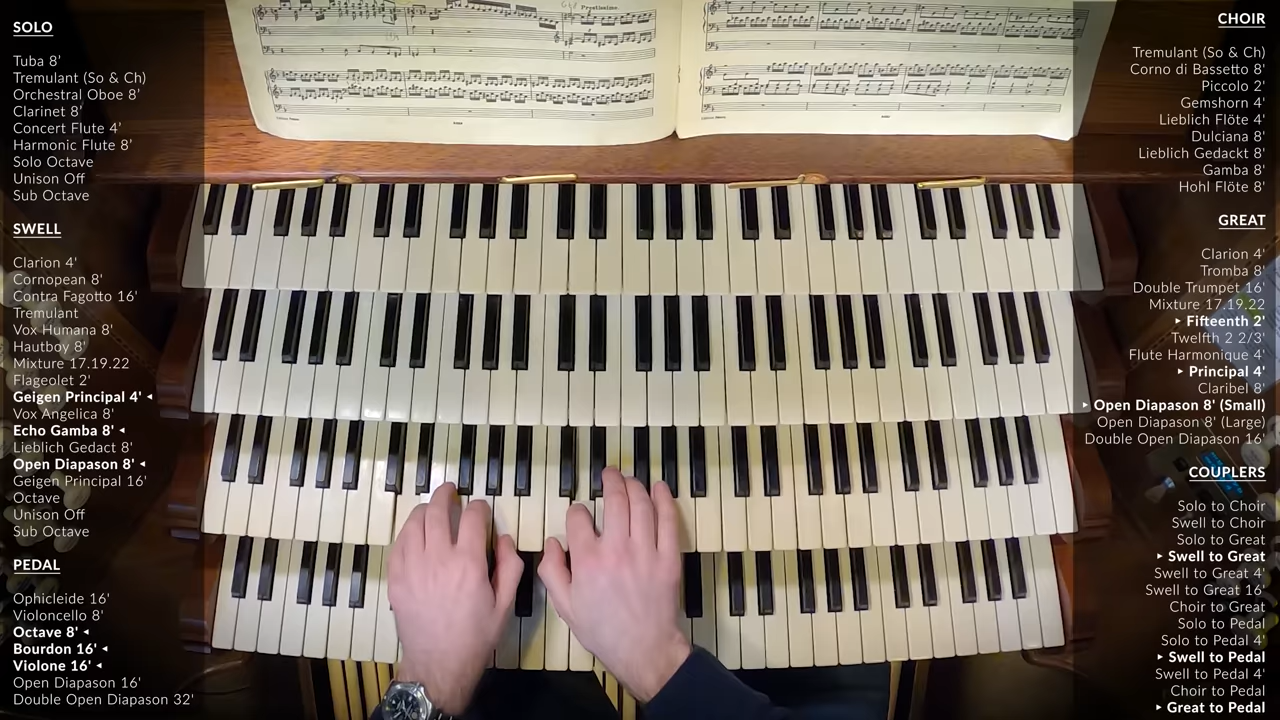 SOLO
Tuba 8'
Tremulant (So & Ch)
Orchestral Oboe 8'
Clarinet 8'
Concert Flute 4'
Harmonic Flute 8'
Solo Octave
Unison Off
Sub Octave
SWELL
Clarion 4'
Cornopean 8'
Contra Fagotto 16'
Tremulant
Vox Humana 8'
Hautboy 8'
Mixture 17.19.22
Flageolet 2'
Geigen Principal 4' ◂
Vox Angelica 8'
Echo Gamba 8' ◂
Lieblich Gedact 8'
Open Diapason 8' ◂
Geigen Principal 16'
Octave
Unison Off
Sub Octave
PEDAL
Ophicleide 16'
Violoncello 8'
Octave 8' ◂
Bourdon 16' ◂
Violone 16' ◂
Open Diapason 16'
Double Open Diapason 32'
Prestissimo.
CHOIR
Tremulant (So & Ch)
Corno di Bassetto 8'
Piccolo 2'
Gemshorn 4'
Lieblich Flöte 4'
Dulciana 8'
Lieblich Gedackt 8'
Gamba 8'
Hohl Flöte 8'
GREAT
Clarion 4'
Tromba 8'
Double Trumpet 16'
Mixture 17.19.22
▸ Fifteenth 2'
Twelfth 2 2/3'
Flute Harmonique 4'
▸ Principal 4'
Claribel 8'
▸ Open Diapason 8' (Small)
Open Diapason 8' (Large)
Double Open Diapason 16'
COUPLERS
Solo to Choir
Swell to Choir
Solo to Great
▸ Swell to Great
Swell to Great 4'
Swell to Great 16'
Choir to Great
Solo to Pedal
Solo to Pedal 4'
▸ Swell to Pedal
Swell to Pedal 4'
Choir to Pedal
▸ Great to Pedal